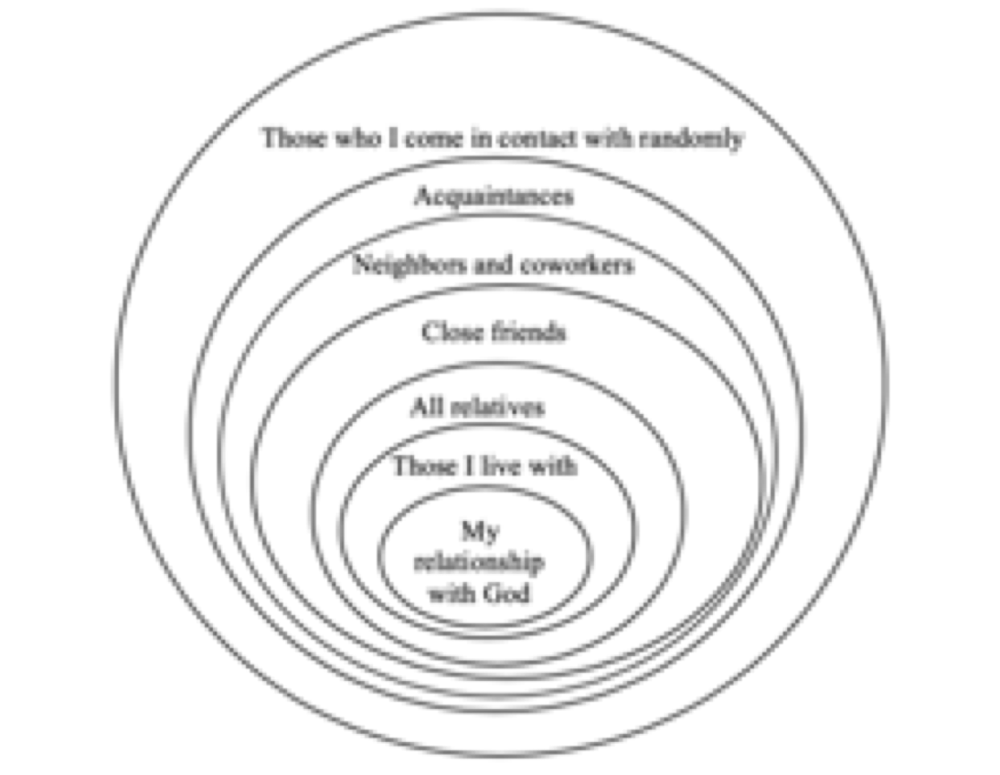 Those who I come in contact with randomly
Acquaintances
Neighbors and coworkers
Close friends
All relatives
Those I live with
My
relationship
with God